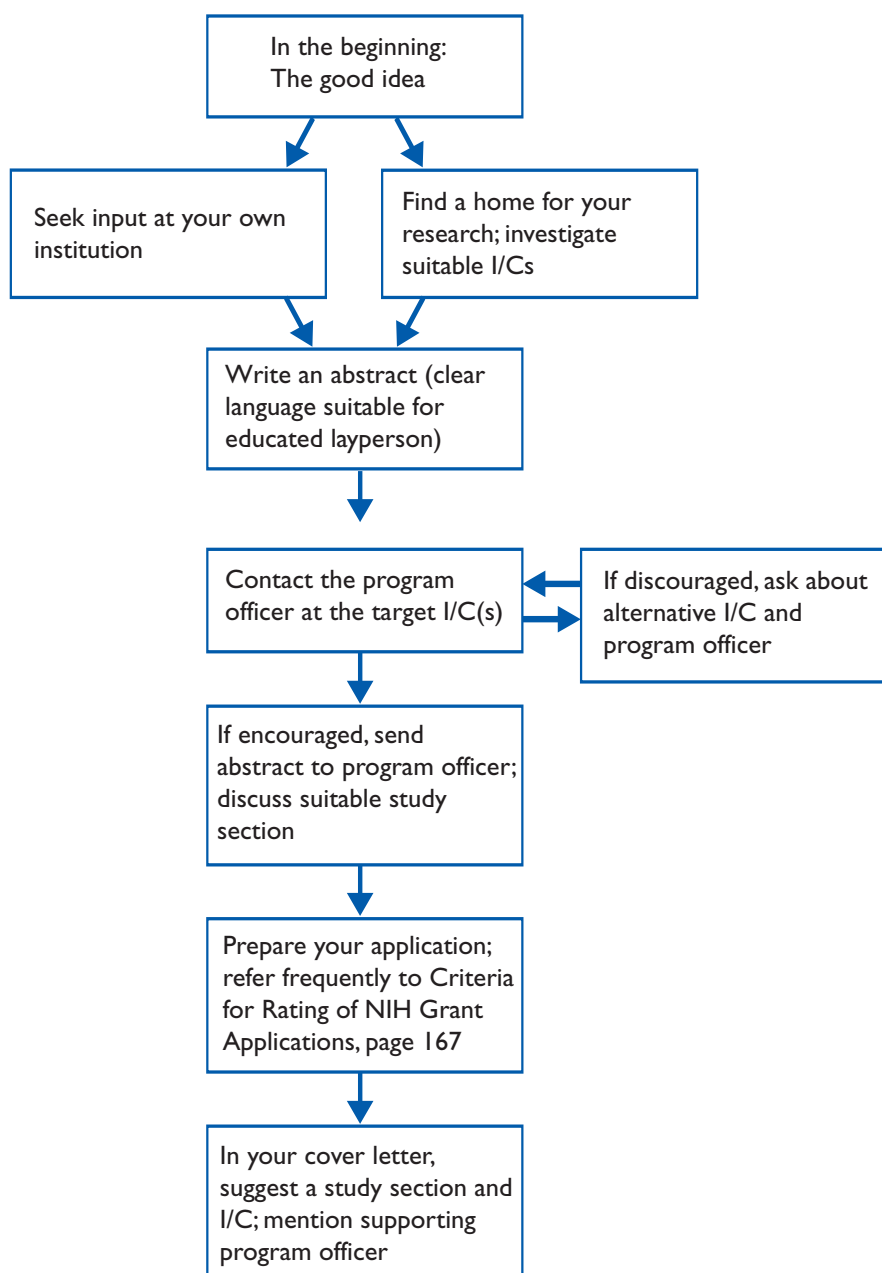 In the beginning:
The good idea
Seek input at your own
institution
Find a home for your
research; investigate
suitable I/Cs
Write an abstract (clear
language suitable for
educated layperson)
Contact the program
officer at the target I/C(s)
If discouraged, ask about
alternative I/C and
program officer
If encouraged, send
abstract to program officer;
discuss suitable study
section
Prepare your application;
refer frequently to Criteria
for Rating of NIH Grant
Applications, page 167
In your cover letter,
suggest a study section and
I/C; mention supporting
program officer